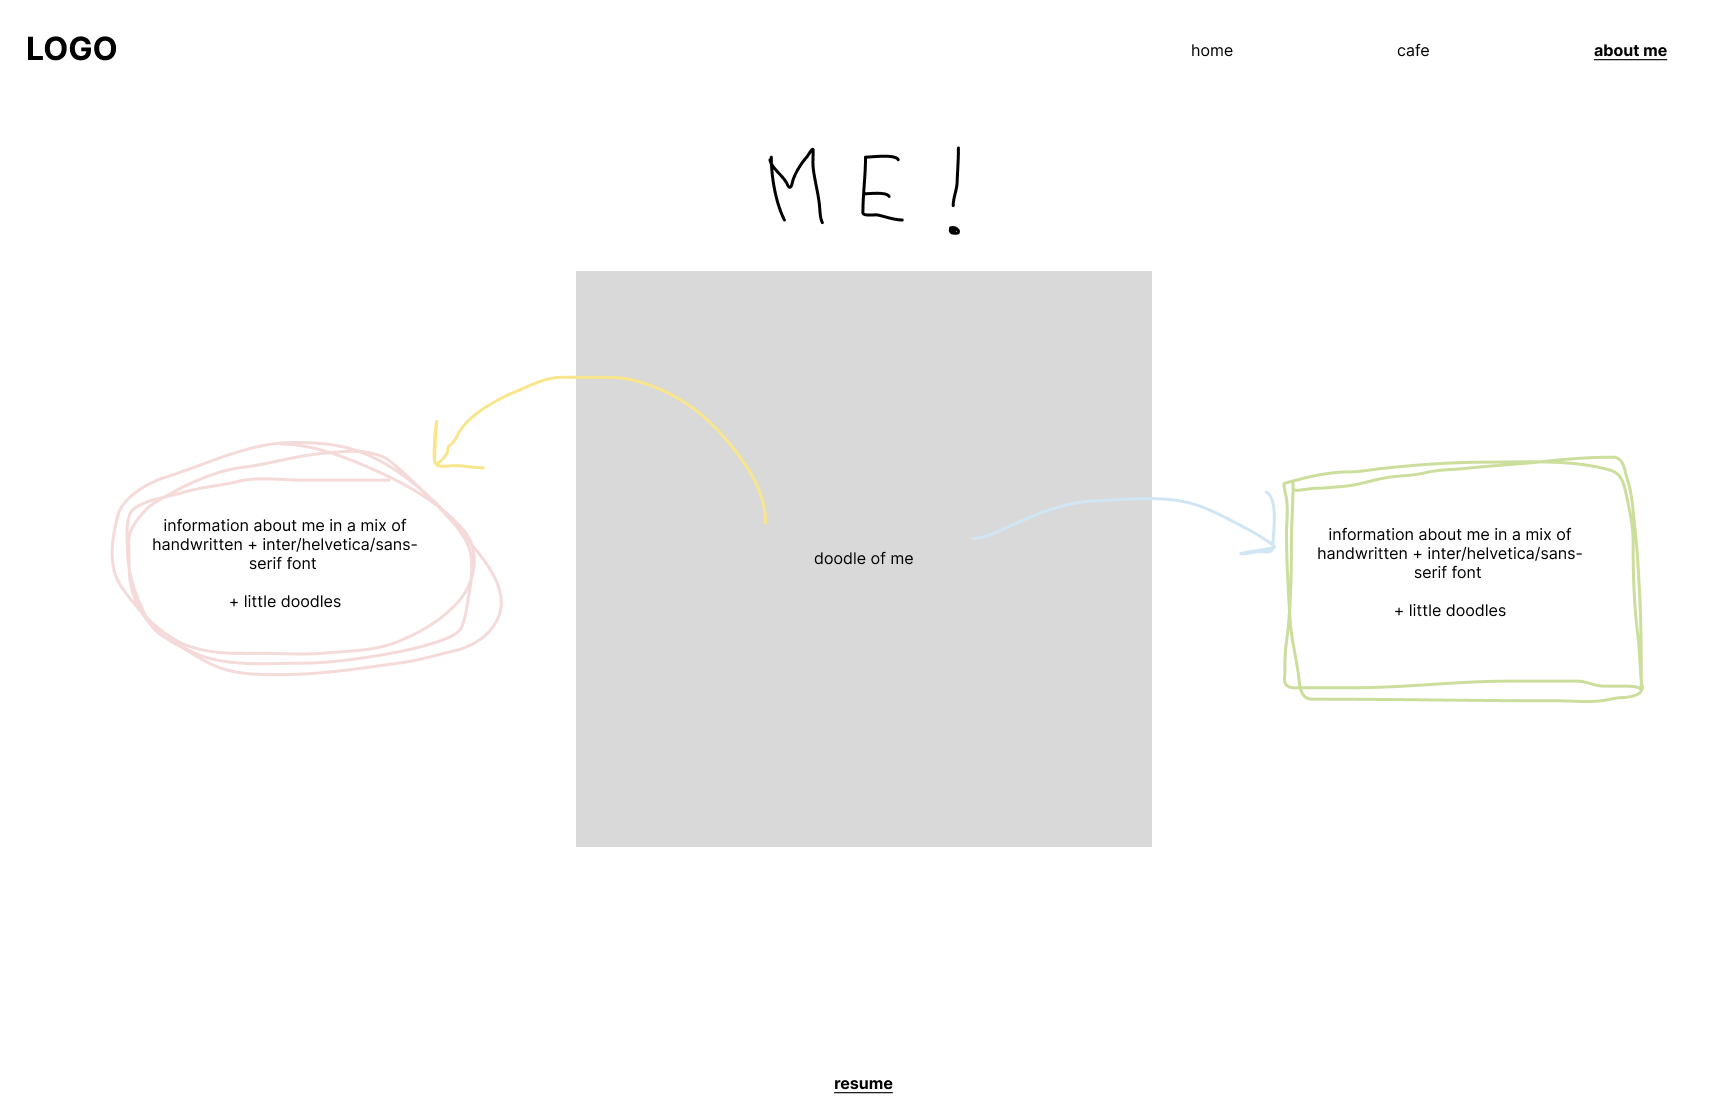 LOGO
home
cafe
about me
ME!
information about me in a mix of
handwritten + inter/helvetica/sans-
serif font
+ little doodles
doodle of me
information about me in a mix of
handwritten + inter/helvetica/sans-
serif font
+ little doodles
resume